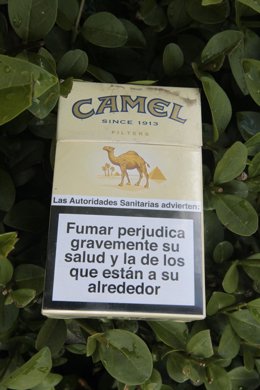 CAMEL
SINCE 1913
FILTERS
Las Autoridades Sanitarias advierten:
Fumar perjudica
gravemente su
salud y la de los
que están a su
alrededor